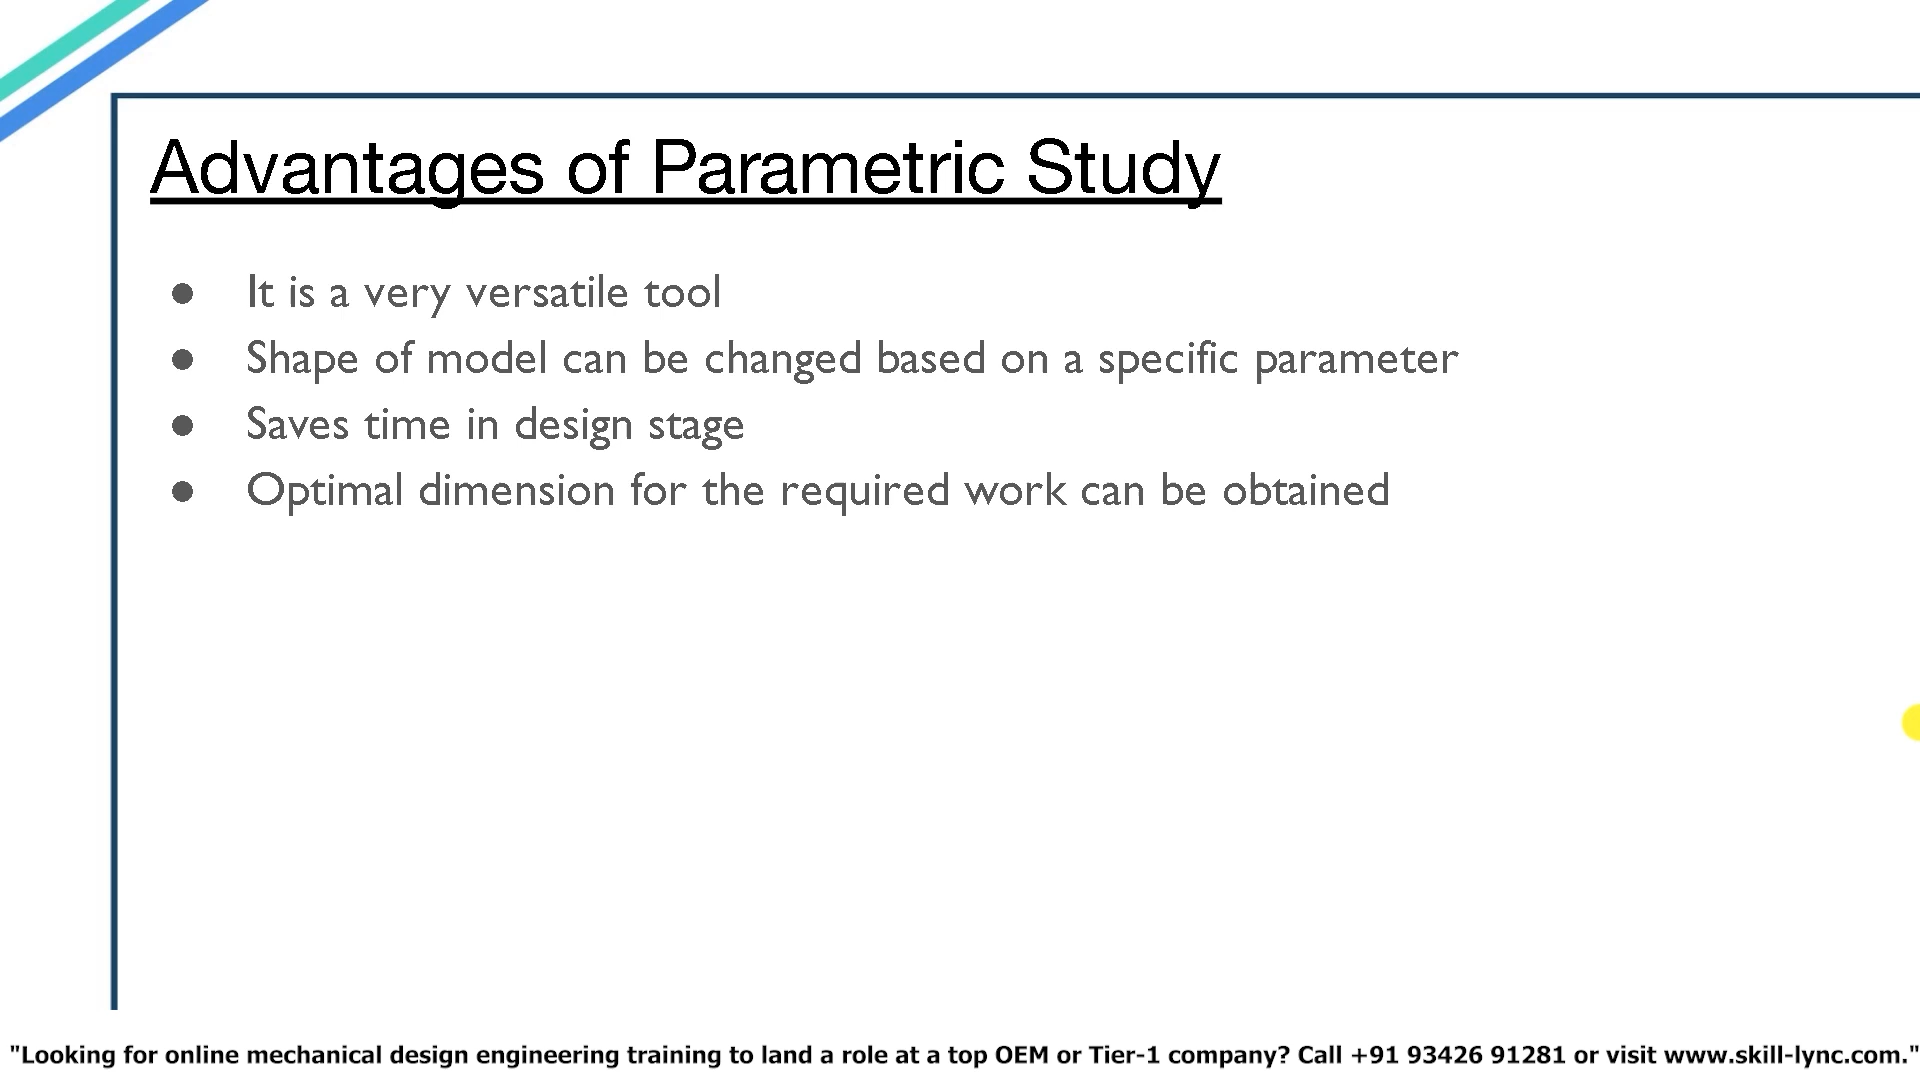 Advantages of Parametric Study
● It is a very versatile tool
● Shape of model can be changed based on a specific parameter
● Saves time in design stage
● Optimal dimension for the required work can be obtained
"Looking for online mechanical design engineering training to land a role at a top OEM or Tier-1 company? Call +91 93426 91281 or visit www.skill-lync.com."